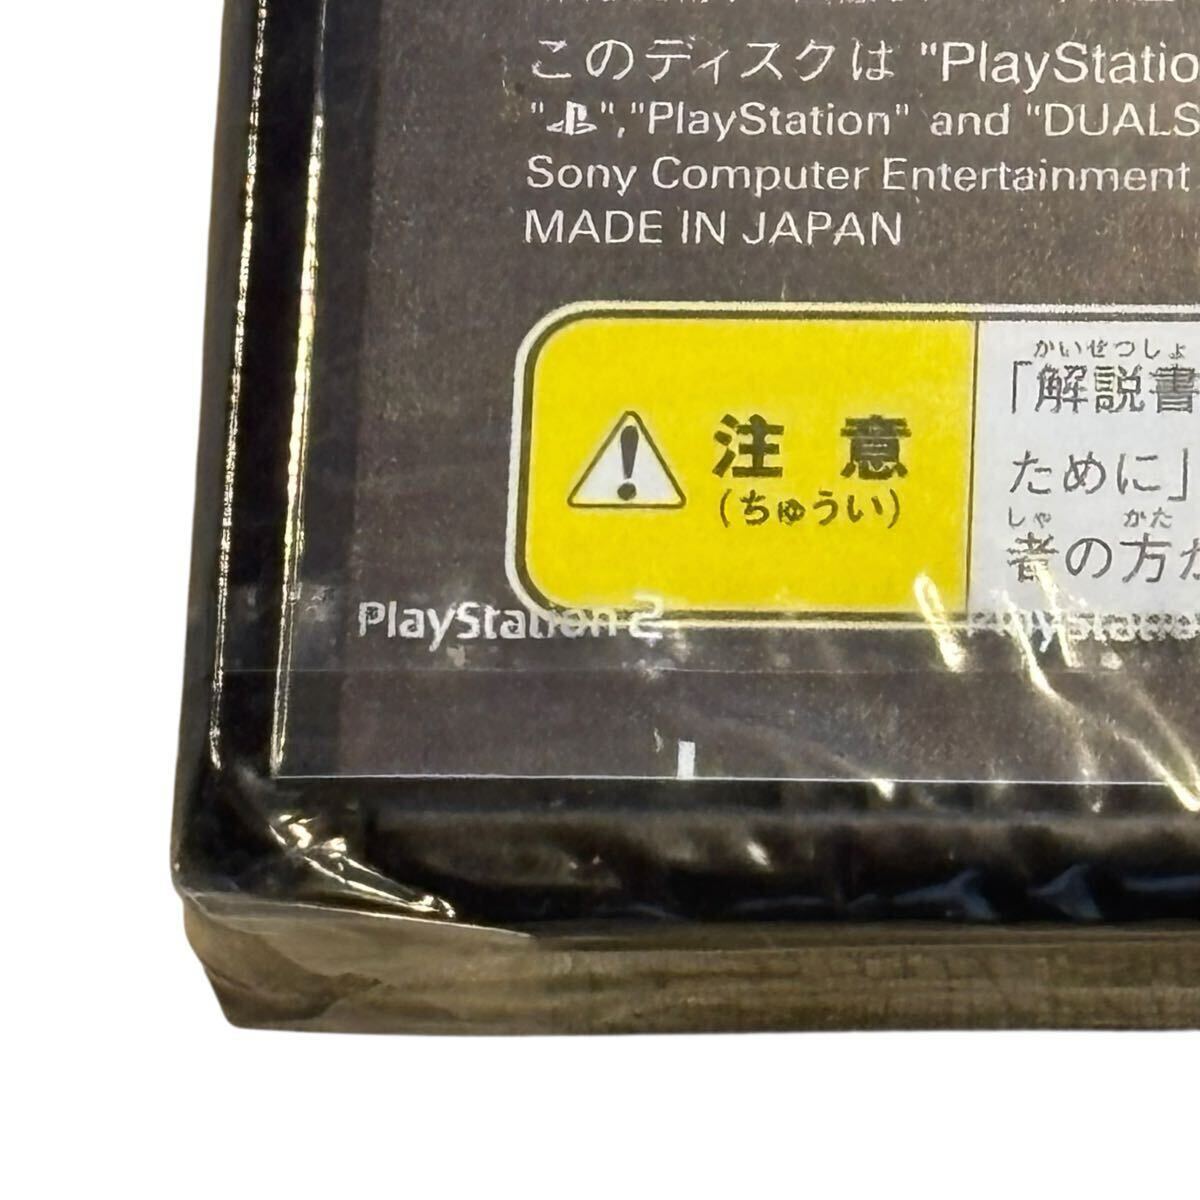 このディスクは "PlayStatio
"PS","PlayStation" and "DUALS
Sony Computer Entertainment
MADE IN JAPAN
注 意
(ちゅうい)
かいせつしょ
「解説書
ために」
しゃ かた
者の方が
PlayStation 2 PlayStation